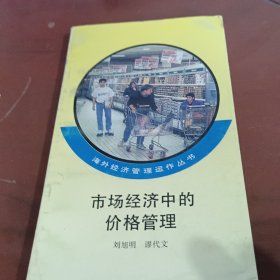 海外经济管理运作丛书
市场经济中的
价格管理
刘旭明 谬代文